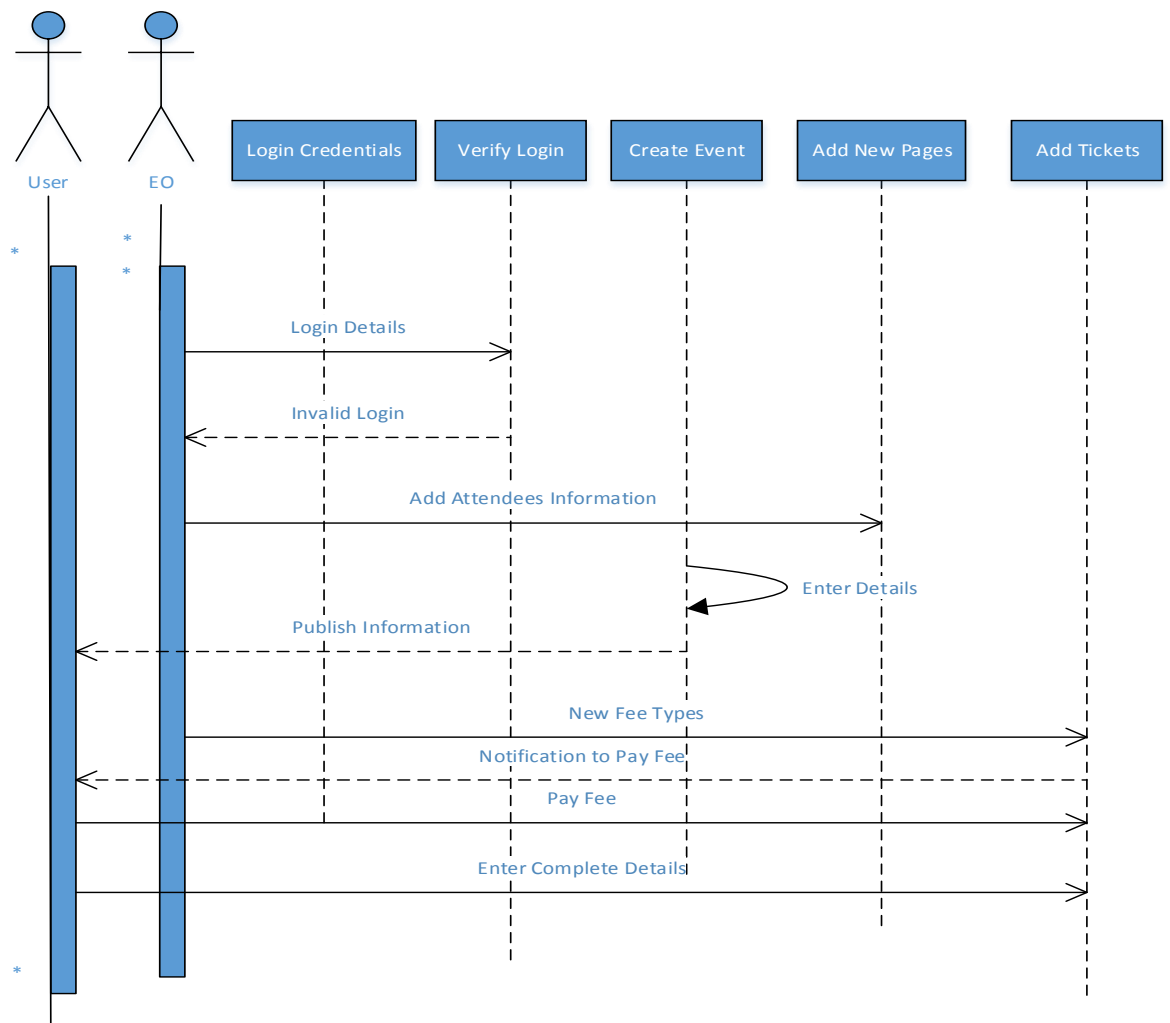 Login Credentials
Verify Login
Create Event
Add New Pages
Add Tickets
User
EO
*
*
*
Login Details
Invalid Login
Add Attendees Information
Enter Details
Publish Information
New Fee Types
Notification to Pay Fee
Pay Fee
Enter Complete Details
*